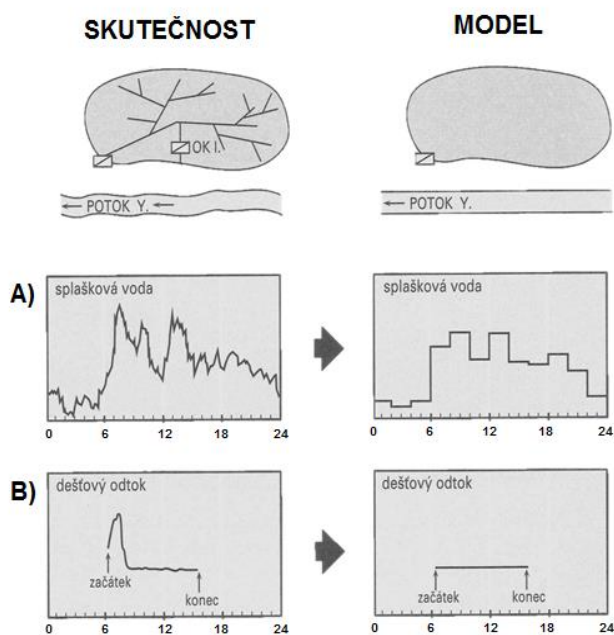 SKUTEČNOST
MODEL
OK I.
POTOK Y.
POTOK Y.
A)
splašková voda
0 6 12 18 24
splašková voda
0 6 12 18 24
B)
dešťový odtok
začátek
konec
0 6 12 18 24
dešťový odtok
začátek
konec
0 6 12 18 24